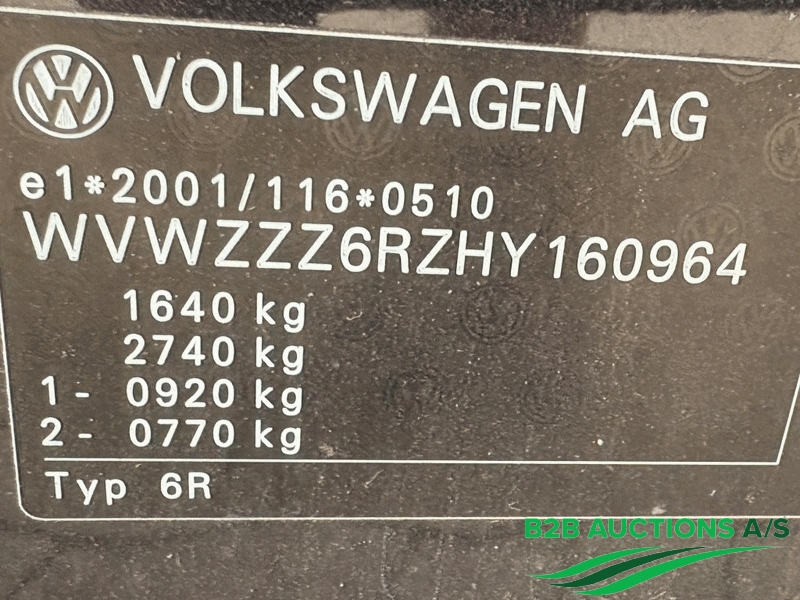 VOLKSWAGEN AG
e1*2001/116*0510
WVWZZZ6RZHY160964
1640 kg
2740 kg
1- 0920 kg
2- 0770 kg
Typ 6R
B2B AUCTIONS A/S